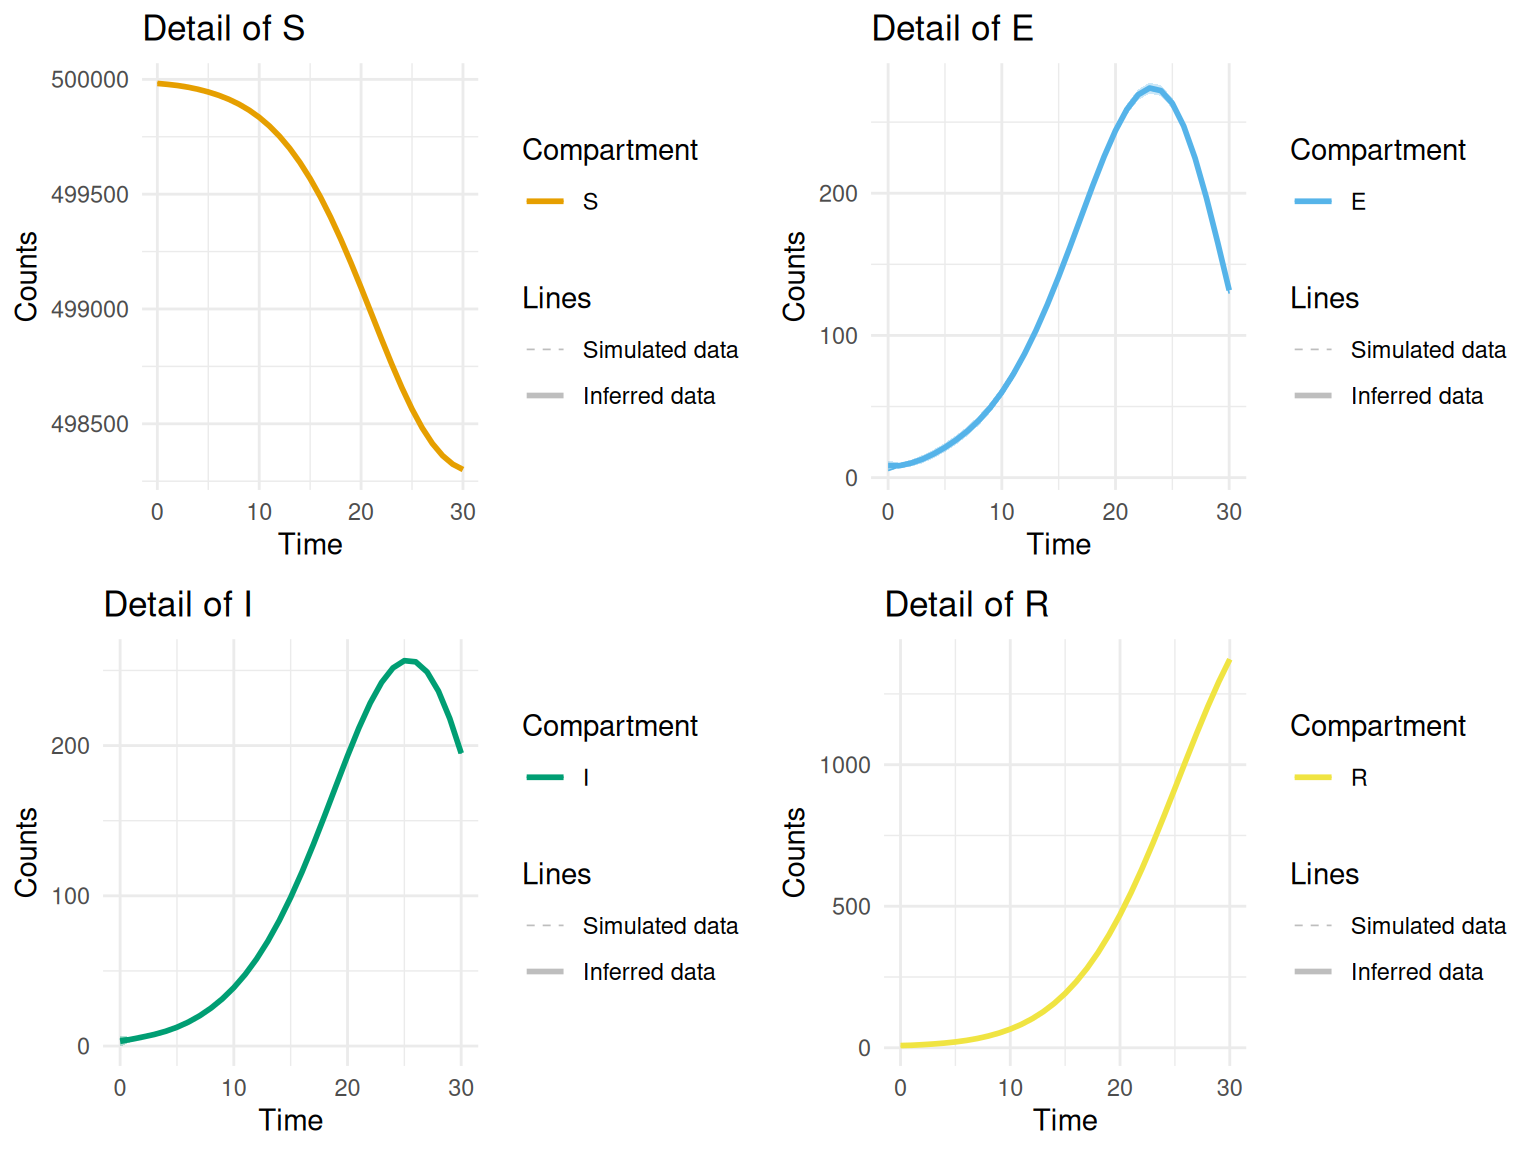 Detail of S
Counts
500000
499500
499000
498500
0 10 20 30
Time
Compartment
S
Lines
Simulated data
Inferred data
Detail of E
Counts
200
100
0
0 10 20 30
Time
Compartment
E
Lines
Simulated data
Inferred data
Detail of I
Counts
200
100
0
0 10 20 30
Time
Compartment
I
Lines
Simulated data
Inferred data
Detail of R
Counts
1000
500
0
0 10 20 30
Time
Compartment
R
Lines
Simulated data
Inferred data